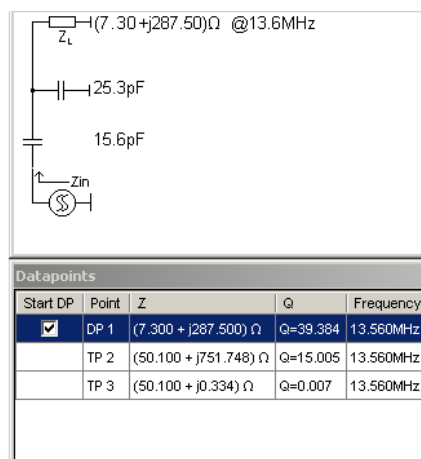 (7.30 +j287.50)Ω @13.6MHz
ZL
25.3pF
15.6pF
Zin
Datapoints
Start DP Point Z Q Frequency
DP 1 (7.300 + j287.500) Ω Q=39.384 13.560MHz
TP 2 (50.100 + j751.748) Ω Q=15.005 13.560MHz
TP 3 (50.100 + j0.334) Ω Q=0.007 13.560MHz